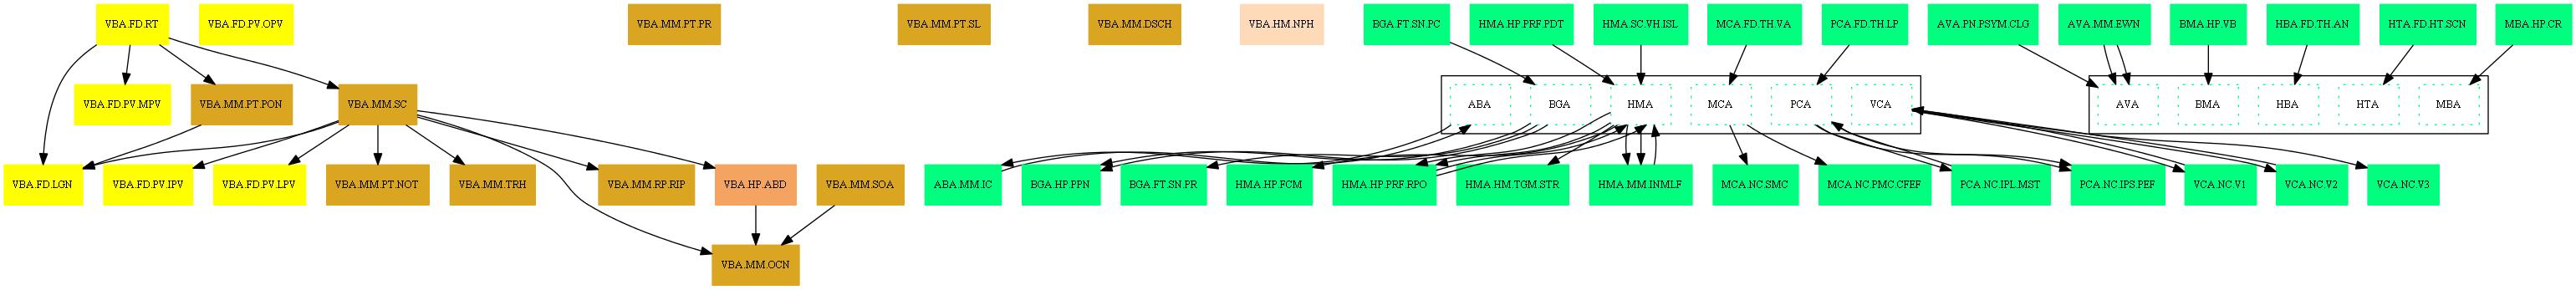 VBA.FD.RT
VBA.FD.PV.OPV
VBA.MM.PT.PR
VBA.MM.PT.SL
VBA.MM.DSCH
VBA.HM.NPH
BGA.FT.SN.PC
HMA.HP.PRF.PDT
HMA.SC.VH.ISL
MCA.FD.TH.VA
PCA.FD.TH.LP
AVA.PN.PSYM.CLG
AVA.MM.EWN
BMA.HP.VB
HBA.FD.TH.AN
HTA.FD.HT.SCN
MBA.HP.CR
VBA.FD.PV.MPV
VBA.MM.PT.PON
VBA.MM.SC
ABA
BGA
HMA
MCA
PCA
VCA
AVA
BMA
HBA
HTA
MBA
VBA.FD.LGN
VBA.FD.PV.IPV
VBA.FD.PV.LPV
VBA.MM.PT.NOT
VBA.MM.TRH
VBA.MM.RP.RIP
VBA.HP.ABD
VBA.MM.SOA
ABA.MM.IC
BGA.HP.PPN
BGA.FT.SN.PR
HMA.HP.FCM
HMA.HP.PRF.RPO
HMA.HM.TGM.STR
HMA.MM.INMLF
MCA.NC.SMC
MCA.NC.PMC.CFEF
PCA.NC.IPL.MST
PCA.NC.IPS.PEF
VCA.NC.V1
VCA.NC.V2
VCA.NC.V3
VBA.MM.OCN